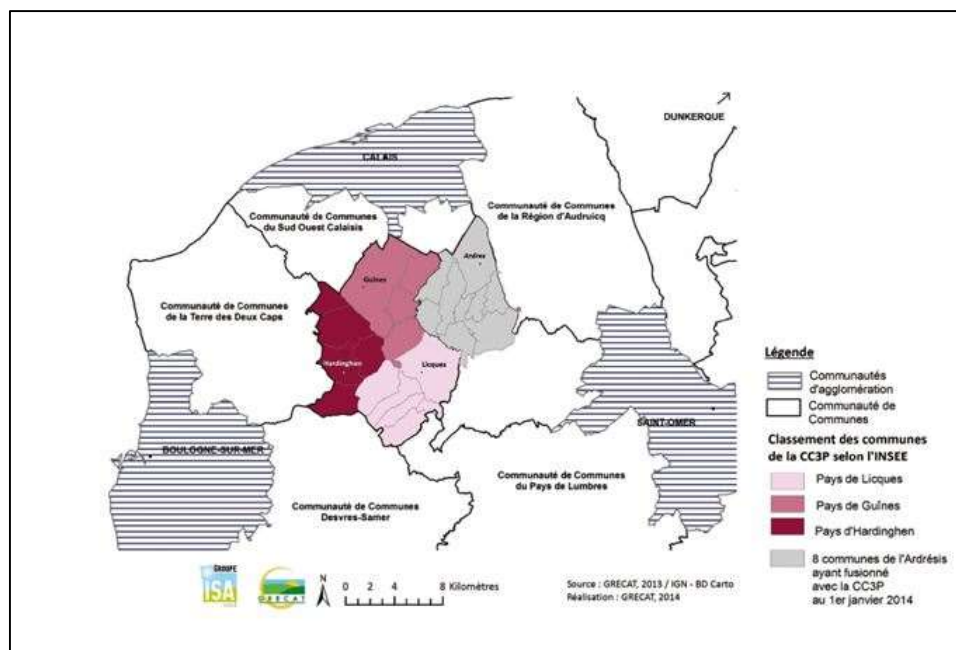 DUNKERQUE
CALAIS
Communauté de Communes
de la Région d'Audruicq
Communauté de Communes
du Sud Ouest Calaisis
Ardres
Guînes
Communauté de Communes
de la Terre des Deux Caps
Hardinghen
Licques
BOULOGNE-SUR-MER
SAINT-OMER
Communauté de Communes
du Pays de Lumbres
Communauté de Communes
Desvres-Samer
Légende
Communautés
d'agglomération
Communauté de
Communes
Classement des communes
de la CC3P selon l'INSEE
Pays de Licques
Pays de Guînes
Pays d'Hardinghen
8 communes de l'Ardrésis
ayant fusionné
avec la CC3P
au 1er janvier 2014
GROUPE
ISA
GRECAT
N
0 2 4 8 Kilomètres
Source : GRECAT, 2013 / IGN - BD Carto
Réalisation : GRECAT, 2014